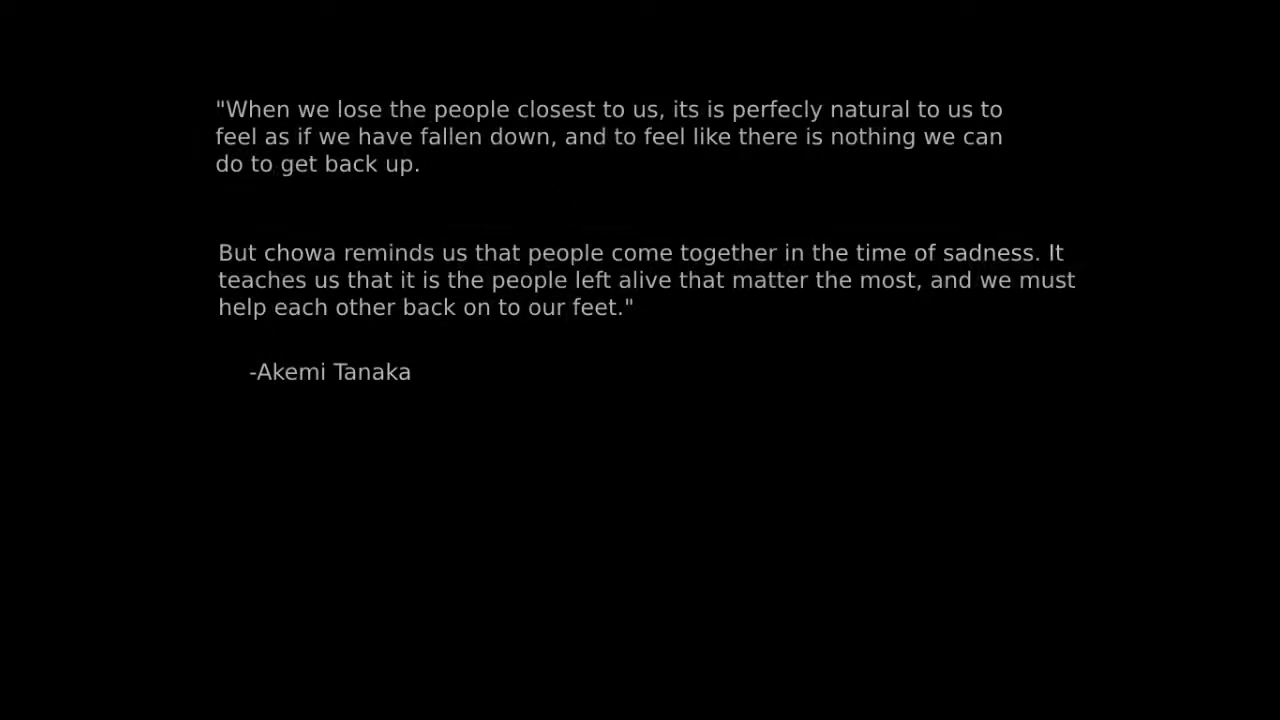 "When we lose the people closest to us, its is perfecly natural to us to
feel as if we have fallen down, and to feel like there is nothing we can
do to get back up.
But chowa reminds us that people come together in the time of sadness. It
teaches us that it is the people left alive that matter the most, and we must
help each other back on to our feet."
-Akemi Tanaka